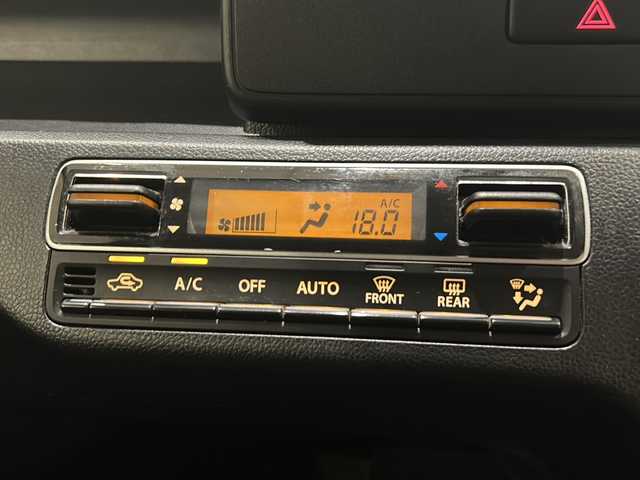 A/C
18.0
A/C OFF AUTO FRONT REAR